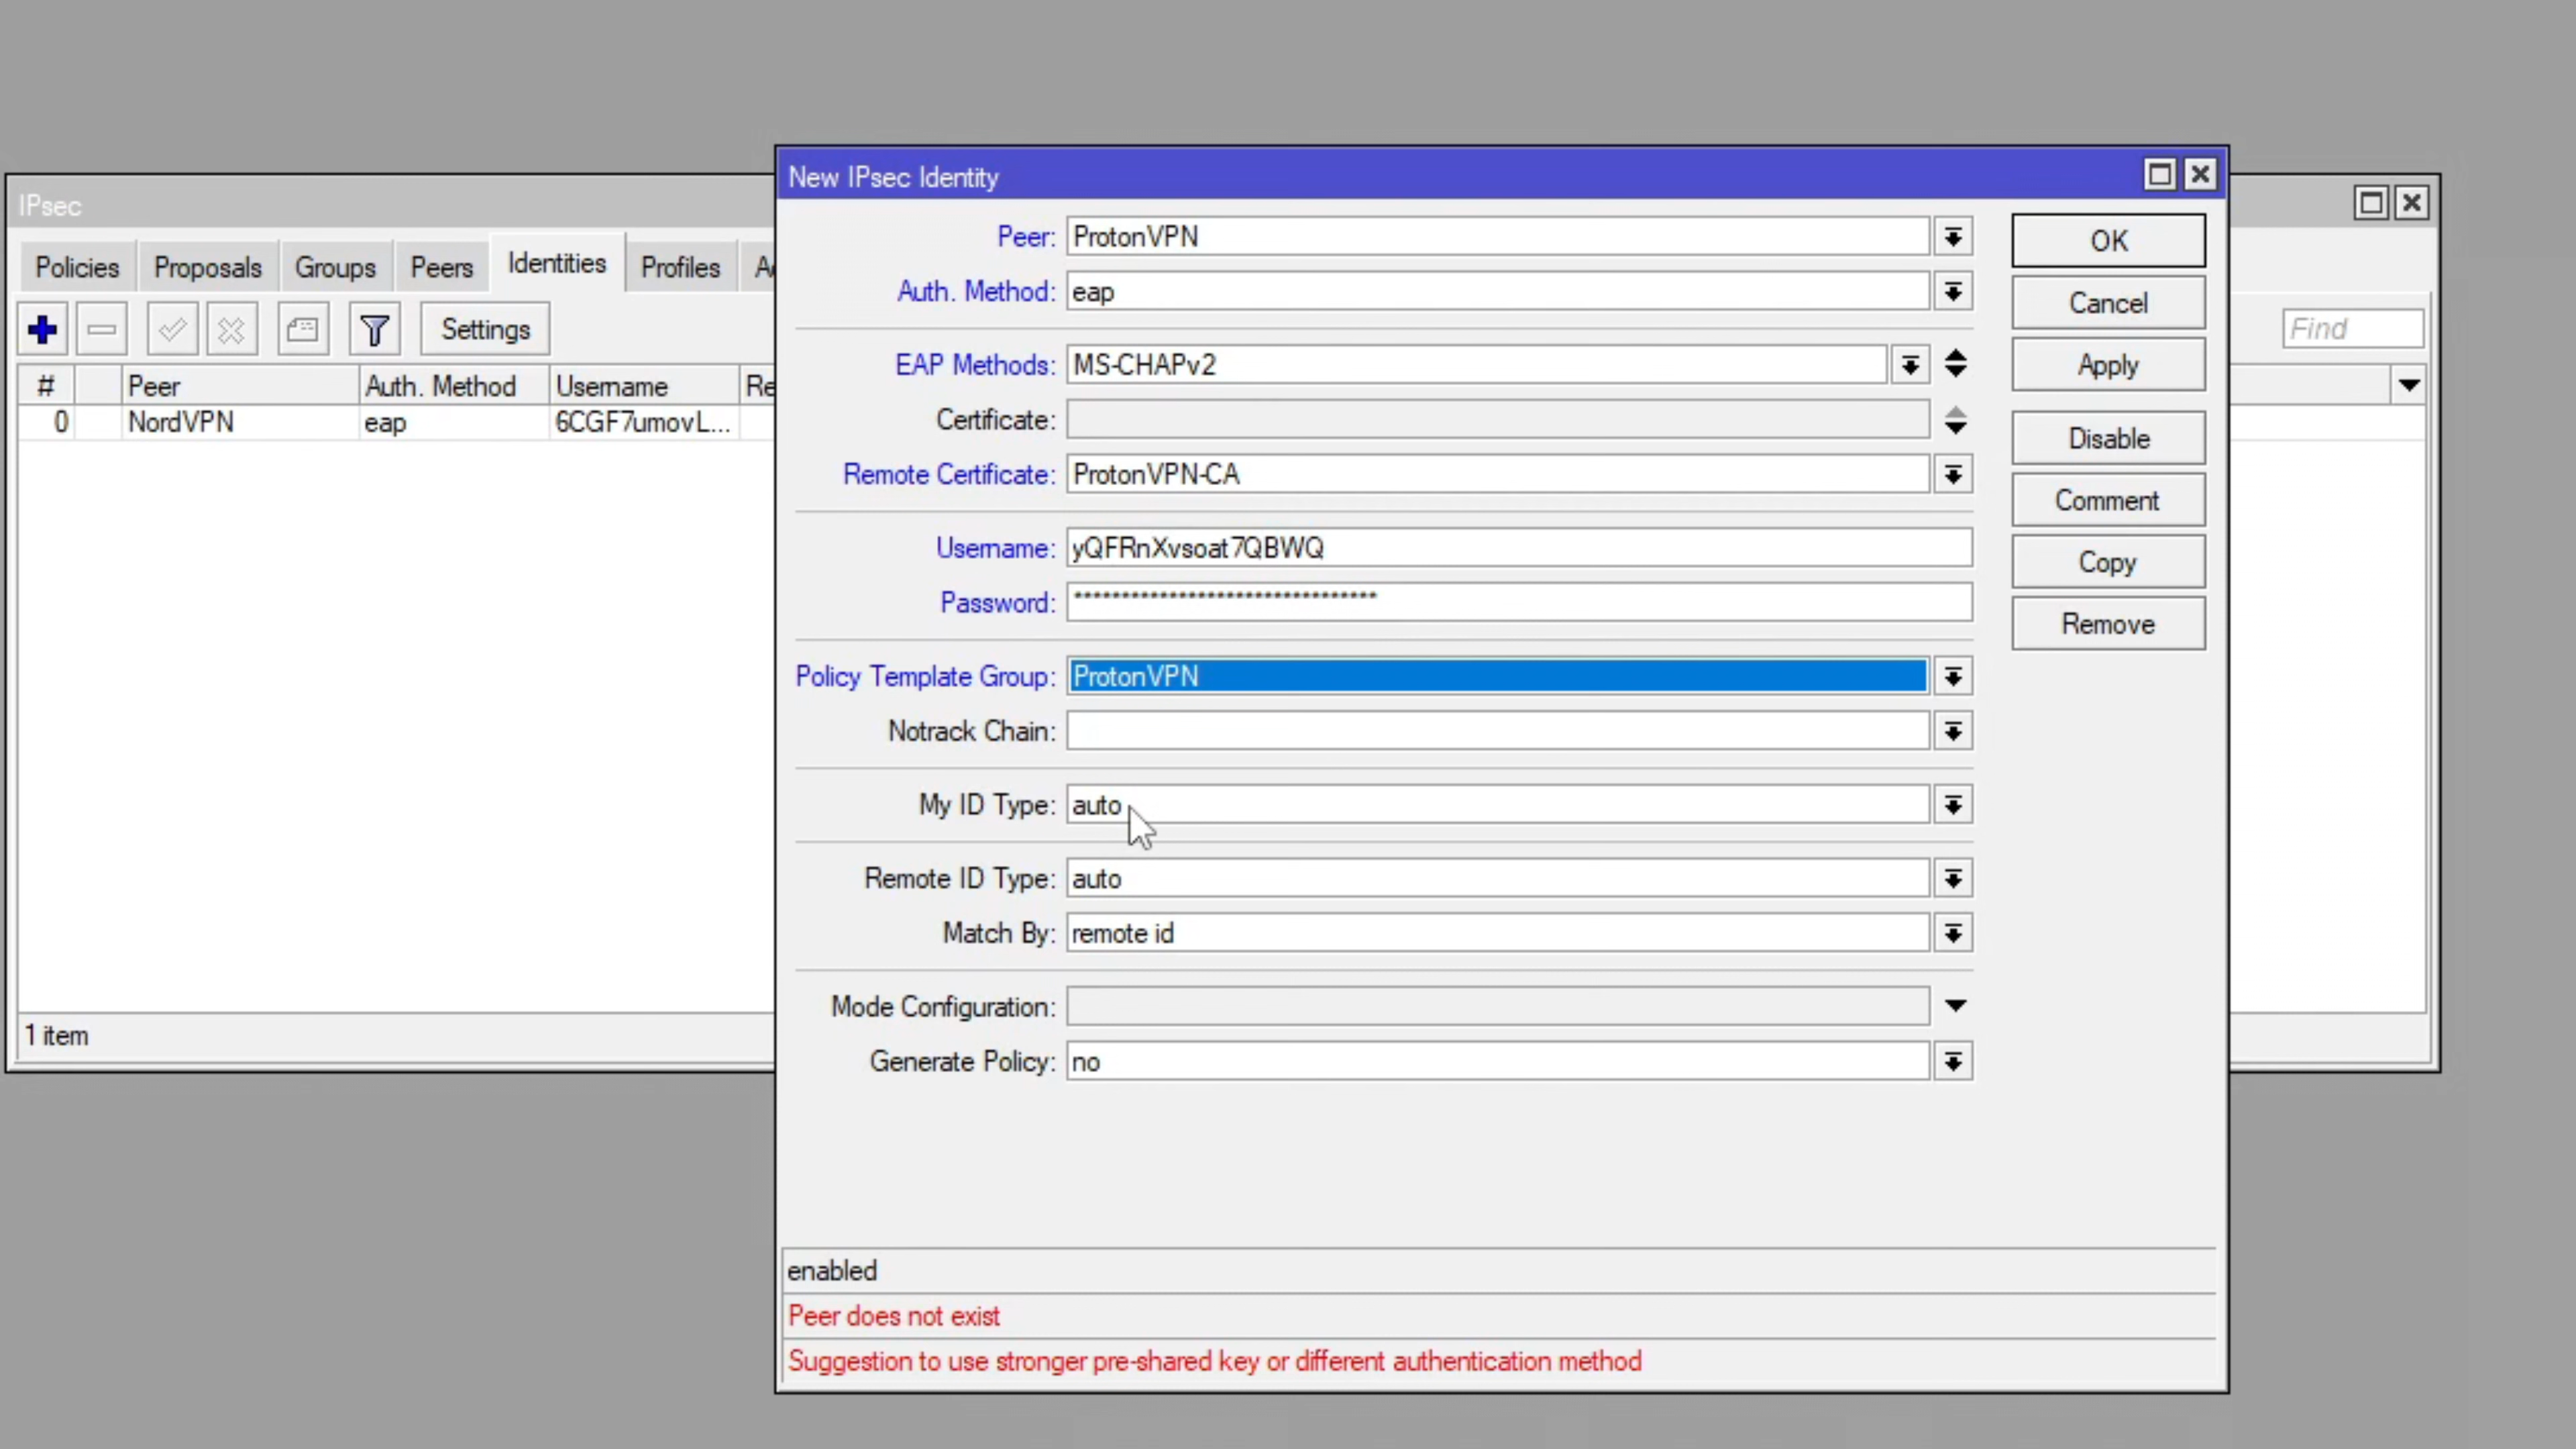 IPsec
Policies Proposals Groups Peers Identities Profiles
Settings
Find
# Peer Auth. Method Username
0 NordVPN eap 6CGF7umovL...
1 item
New IPsec Identity
Peer: ProtonVPN
Auth. Method: eap
EAP Methods: MS-CHAPv2
Certificate:
Remote Certificate: ProtonVPN-CA
Username: yQFRnXvsoat7QBWQ
Password: ********************************
Policy Template Group: ProtonVPN
Notrack Chain:
My ID Type: auto
Remote ID Type: auto
Match By: remote id
Mode Configuration:
Generate Policy: no
OK
Cancel
Apply
Disable
Comment
Copy
Remove
enabled
Peer does not exist
Suggestion to use stronger pre-shared key or different authentication method